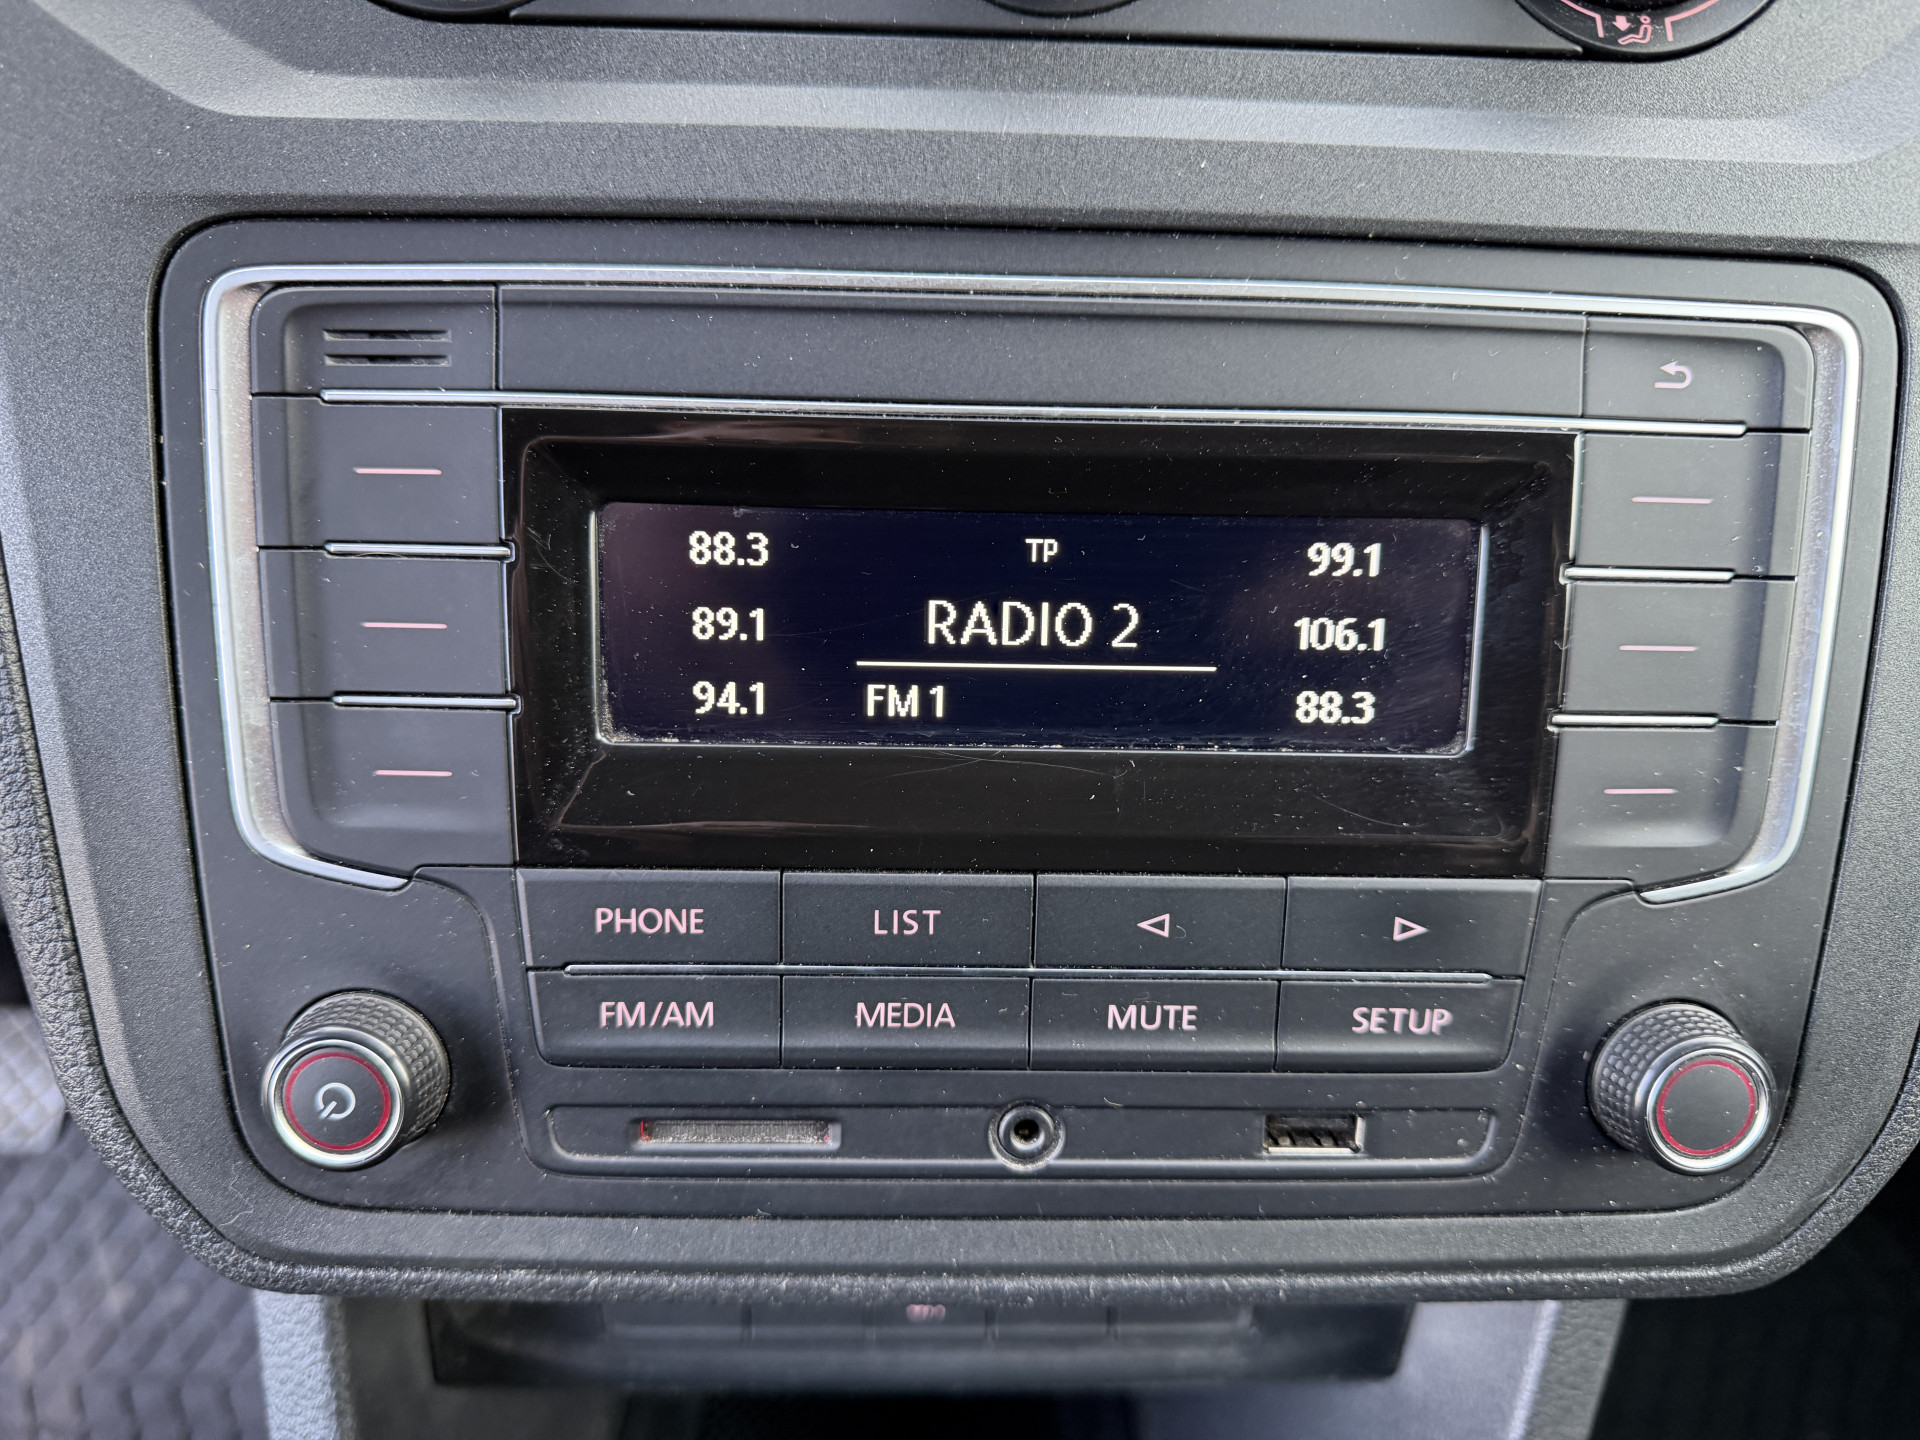 88.3 TP 99.1
89.1 RADIO 2 106.1
94.1 FM 1 88.3
PHONE LIST
FM/AM MEDIA MUTE SETUP